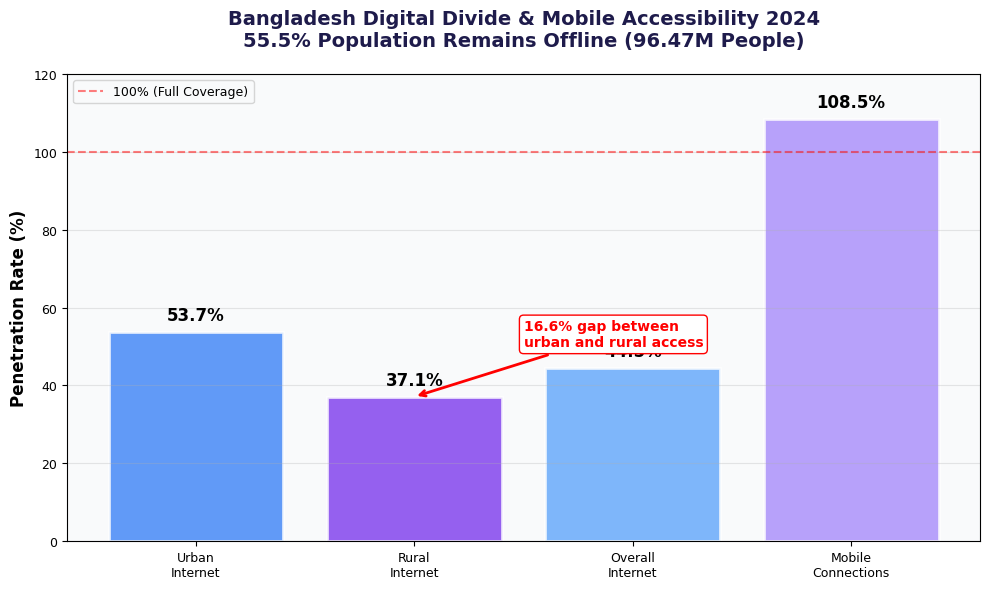 Bangladesh Digital Divide & Mobile Accessibility 2024
55.5% Population Remains Offline (96.47M People)
Penetration Rate (%)
120
100
80
60
40
20
0
100% (Full Coverage)
53.7%
37.1%
108.5%
16.6% gap between
urban and rural access
Urban
Internet
Rural
Internet
Overall
Internet
Mobile
Connections